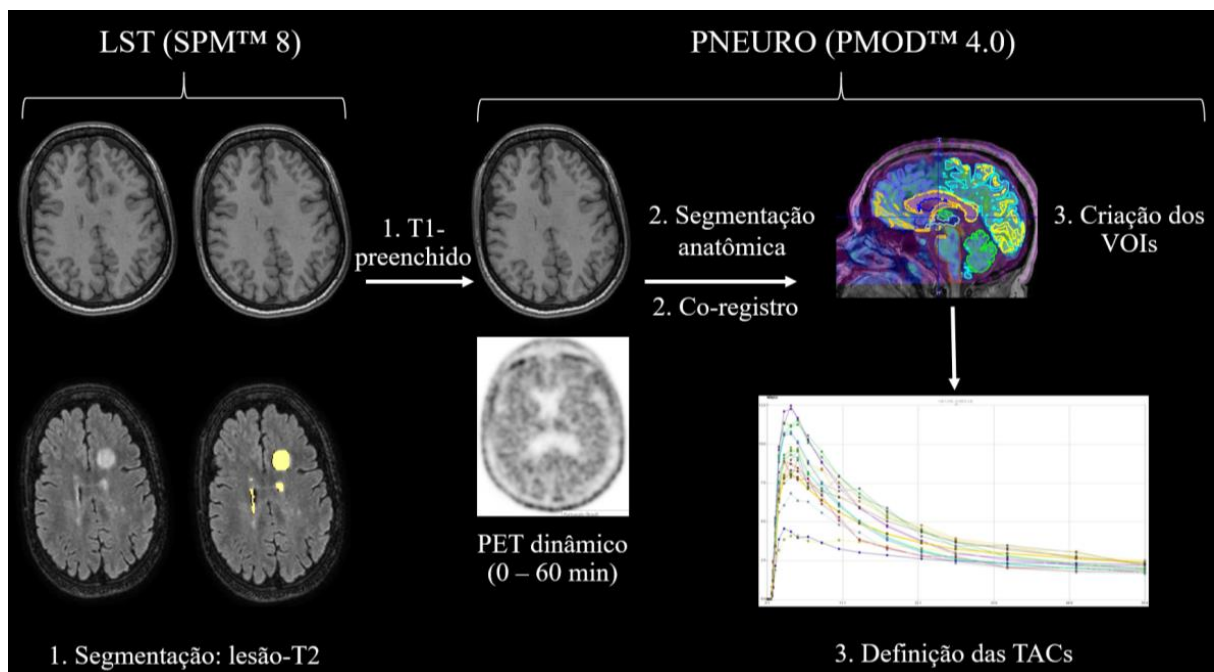 LST (SPM™ 8)
PNEURO (PMOD™ 4.0)
1. T1-
preenchido
2. Segmentação
anatômica
2. Co-registro
3. Criação dos
VOIs
PET dinâmico
(0 – 60 min)
1. Segmentação: lesão-T2
3. Definição das TACs